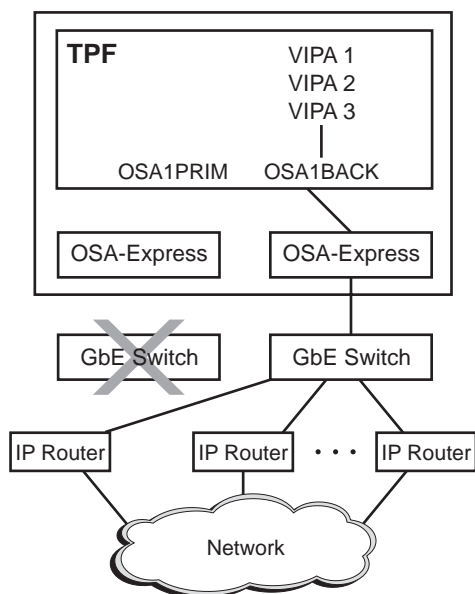 TPF
VIPA 1
VIPA 2
VIPA 3
OSA1PRIM OSA1BACK
OSA-Express OSA-Express
GbE Switch GbE Switch
IP Router IP Router • • • IP Router
Network